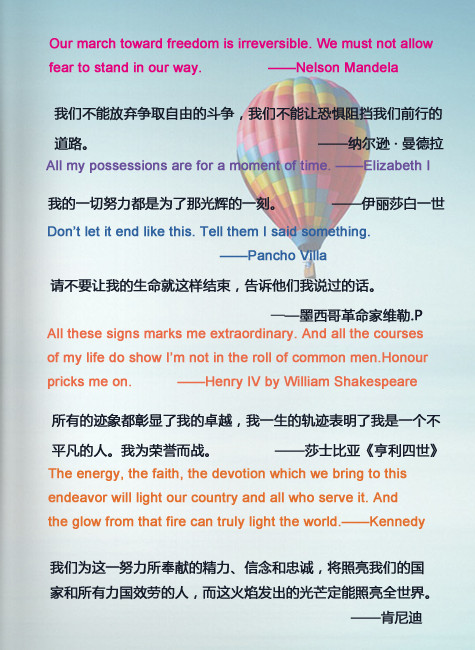 Our march toward freedom is irreversible. We must not allow
fear to stand in our way. ——Nelson Mandela
我们不能放弃争取自由的斗争，我们不能让恐惧阻挡我们前行的
道路。 ——纳尔逊 · 曼德拉
All my possessions are for a moment of time. ——Elizabeth I
我的一切努力都是为了那光辉的一刻。 ——伊丽莎白一世
Don't let it end like this. Tell them I said something.
——Pancho Villa
请不要让我的生命就这样结束，告诉他们我说过的话。
——墨西哥革命家维勒.P
All these signs marks me extraordinary. And all the courses
of my life do show I'm not in the roll of common men.Honour
pricks me on. ——Henry IV by William Shakespeare
所有的迹象都彰显了我的卓越，我一生的轨迹表明了我是一个不
平凡的人。我为荣誉而战。 ——莎士比亚《亨利四世》
The energy, the faith, the devotion which we bring to this
endeavor will light our country and all who serve it. And
the glow from that fire can truly light the world.——Kennedy
我们为这一努力所奉献的精力、信念和忠诚，将照亮我们的国
家和所有力国效劳的人，而这火焰发出的光芒定能照亮全世界。
——肯尼迪